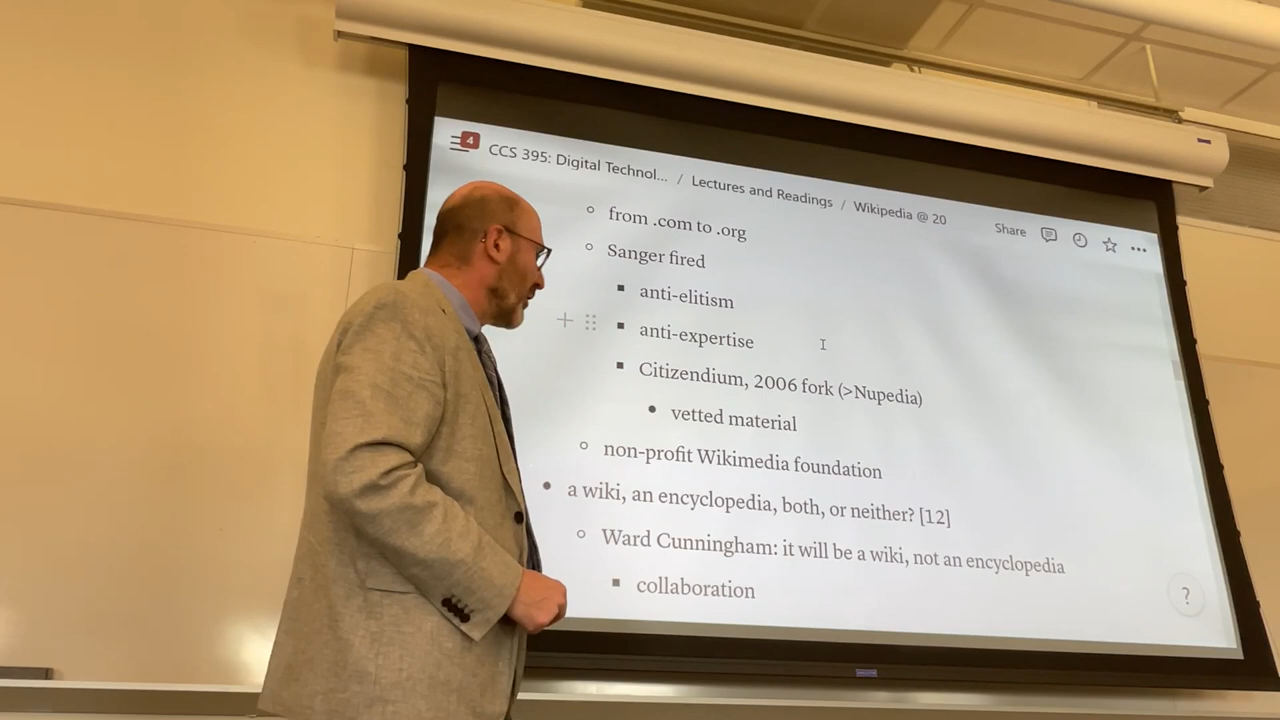 4
CCS 395: Digital Technol... / Lectures and Readings / Wikipedia @ 20
Share
from .com to .org
Sanger fired
anti-elitism
anti-expertise
Citizendium, 2006 fork (>Nupedia)
vetted material
non-profit Wikimedia foundation
a wiki, an encyclopedia, both, or neither? [12]
Ward Cunningham: it will be a wiki, not an encyclopedia
collaboration
?